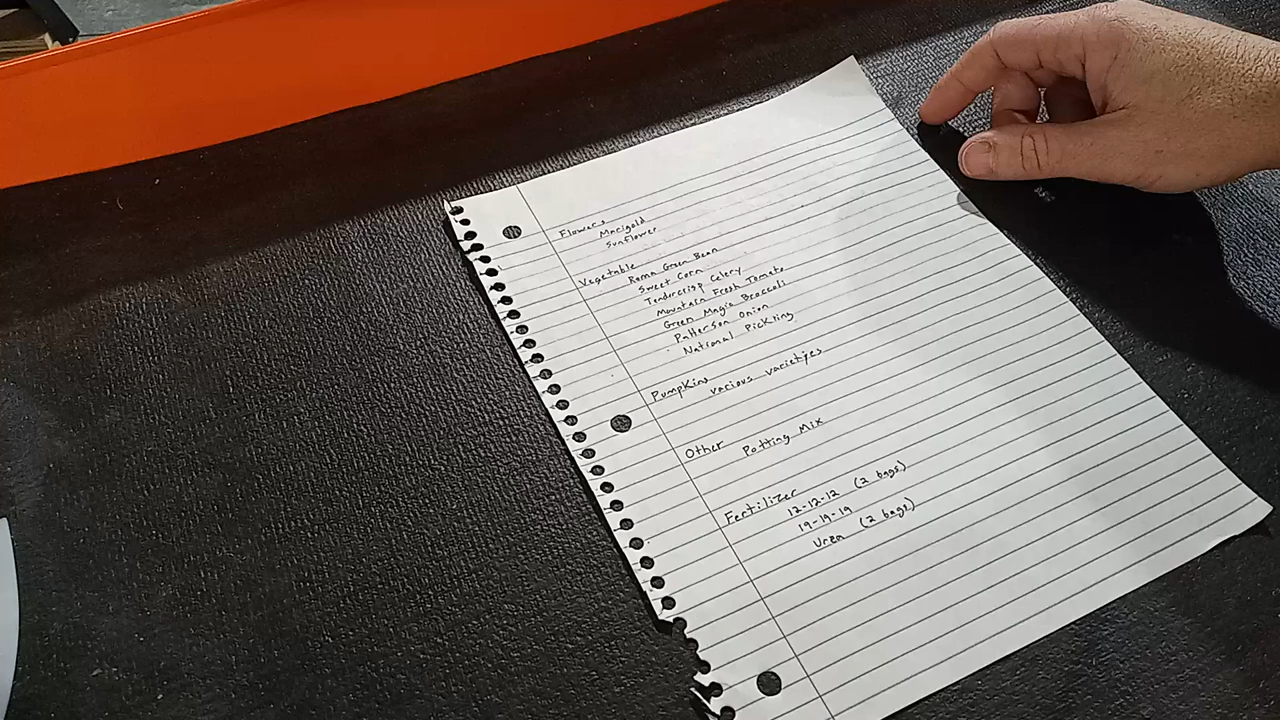 Flowers
Marigold
Sunflower
Vegetable
Roma Green Bean
Sweet Corn
Tendercrisp Celery
Mountain Fresh Tomato
Green Magic Broccoli
Patterson Onion
National Pickling
Pumpkins
various varieties
Other
Potting Mix
Fertilizer
12-12-12 (2 bags)
19-19-19
Urea (2 bags)